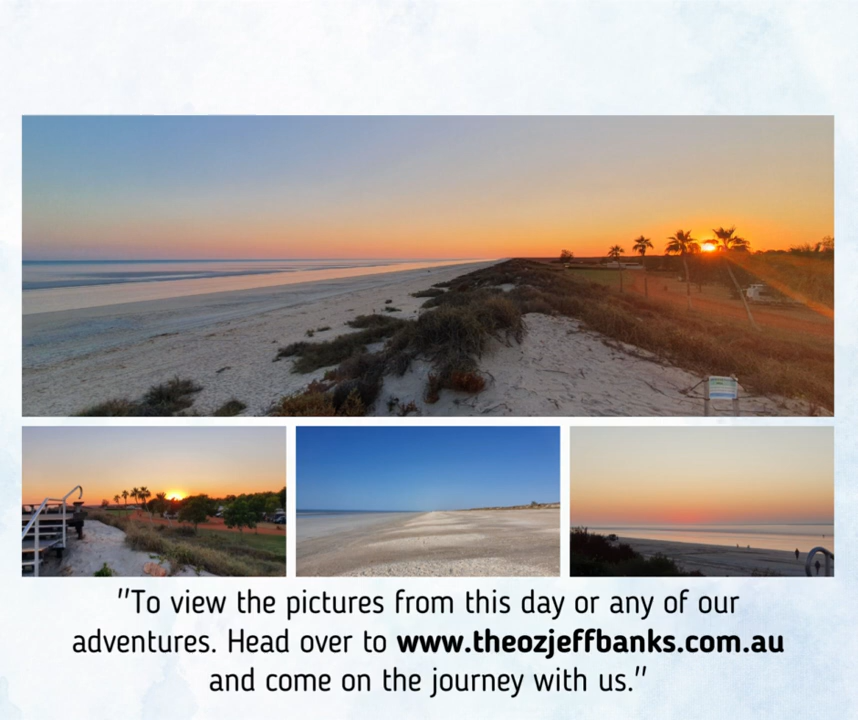 "To view the pictures from this day or any of our
adventures. Head over to www.theozjeffbanks.com.au
and come on the journey with us."